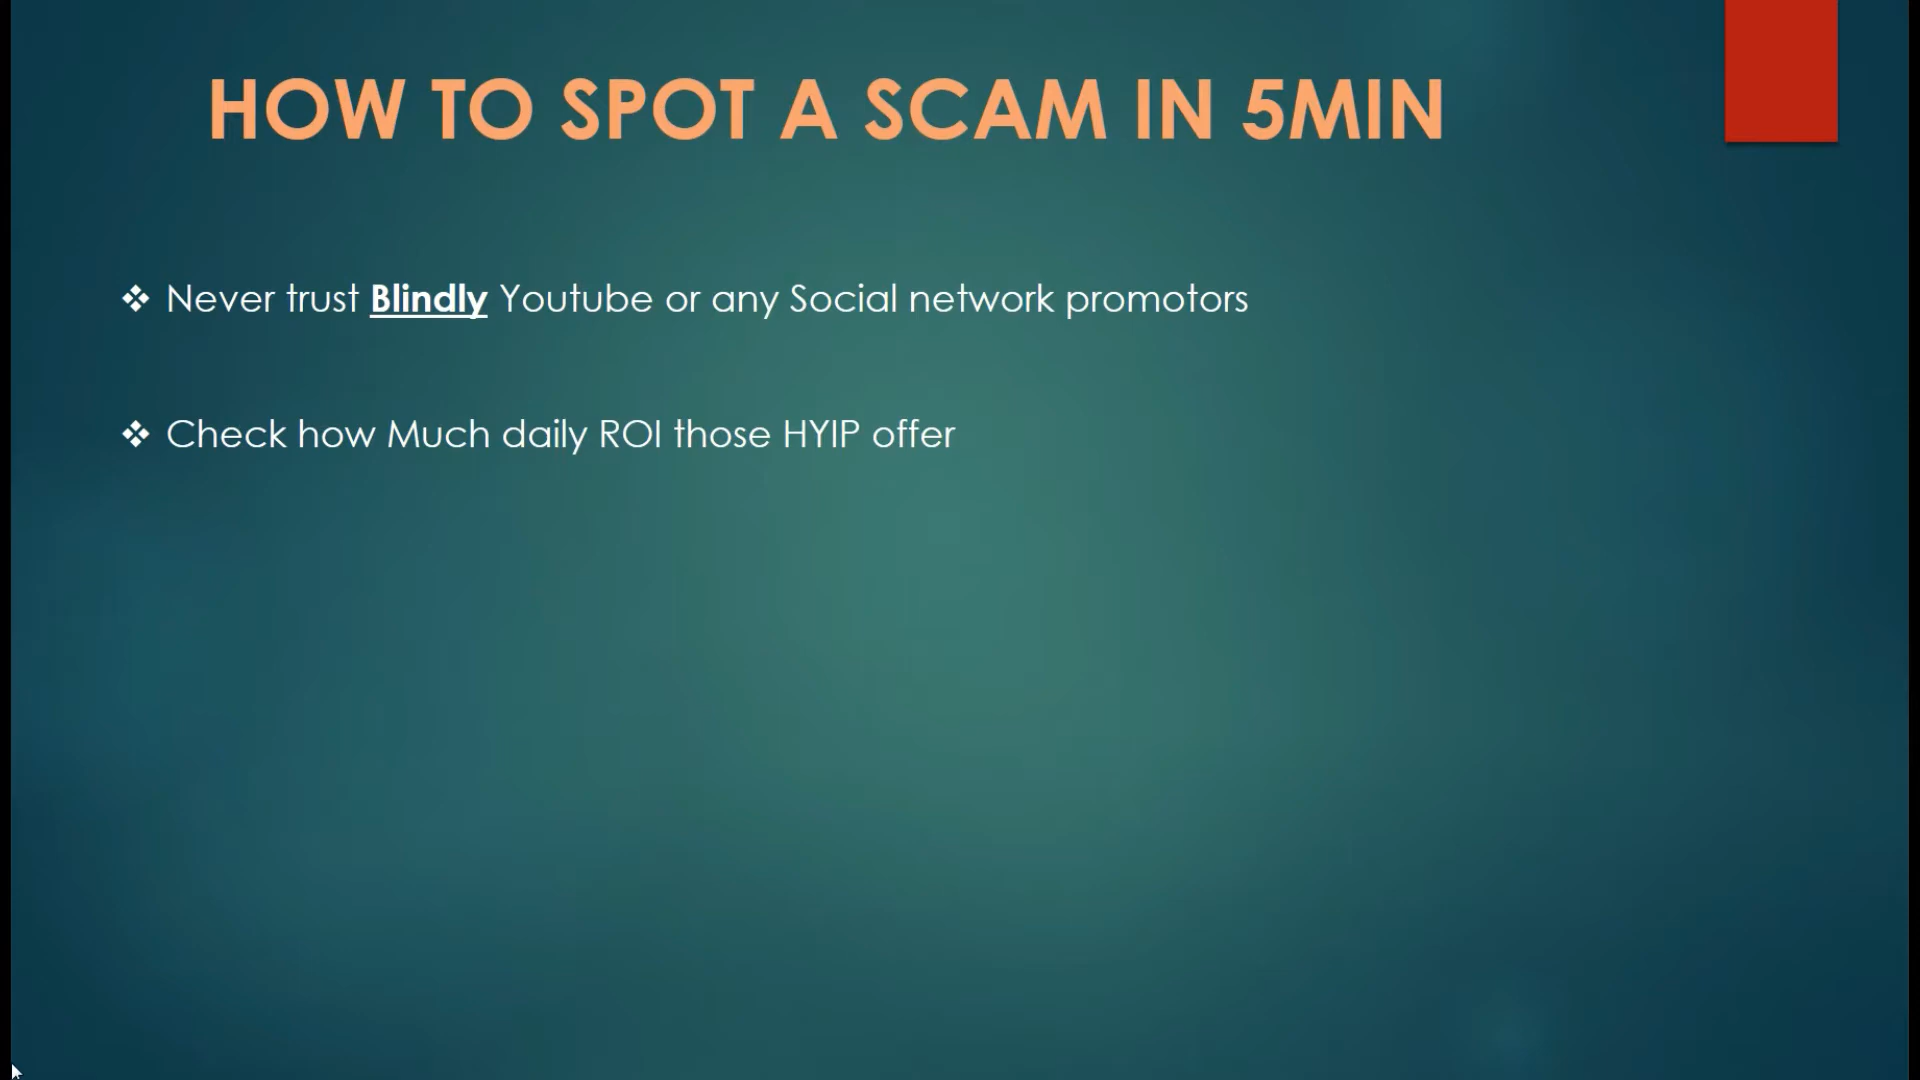 HOW TO SPOT A SCAM IN 5MIN
❖ Never trust Blindly Youtube or any Social network promotors
❖ Check how Much daily ROI those HYIP offer